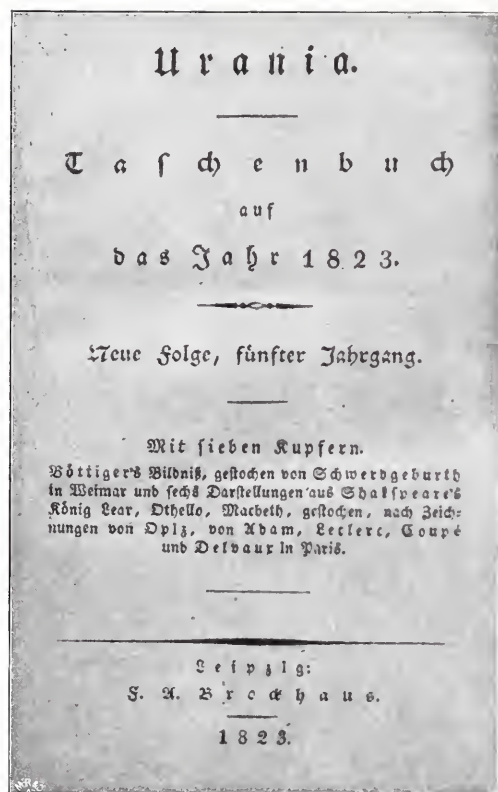 Urania.
Taschenbuch
auf
das Jahr 1823.
Neue Folge, fünfter Jahrgang.
Mit sieben Kupfern.
Böttiger's Bildniß, gestochen von Schwerdgeburth
in Weimar und sechs Darstellungen aus Shakspeare's
König Lear, Othello, Macbeth, gestochen, nach Zeich-
nungen von Opiz, von Adam, Leclerc, Coupé
und Delvaux in Paris.
Leipzig:
F. A. Brockhaus.
1823.